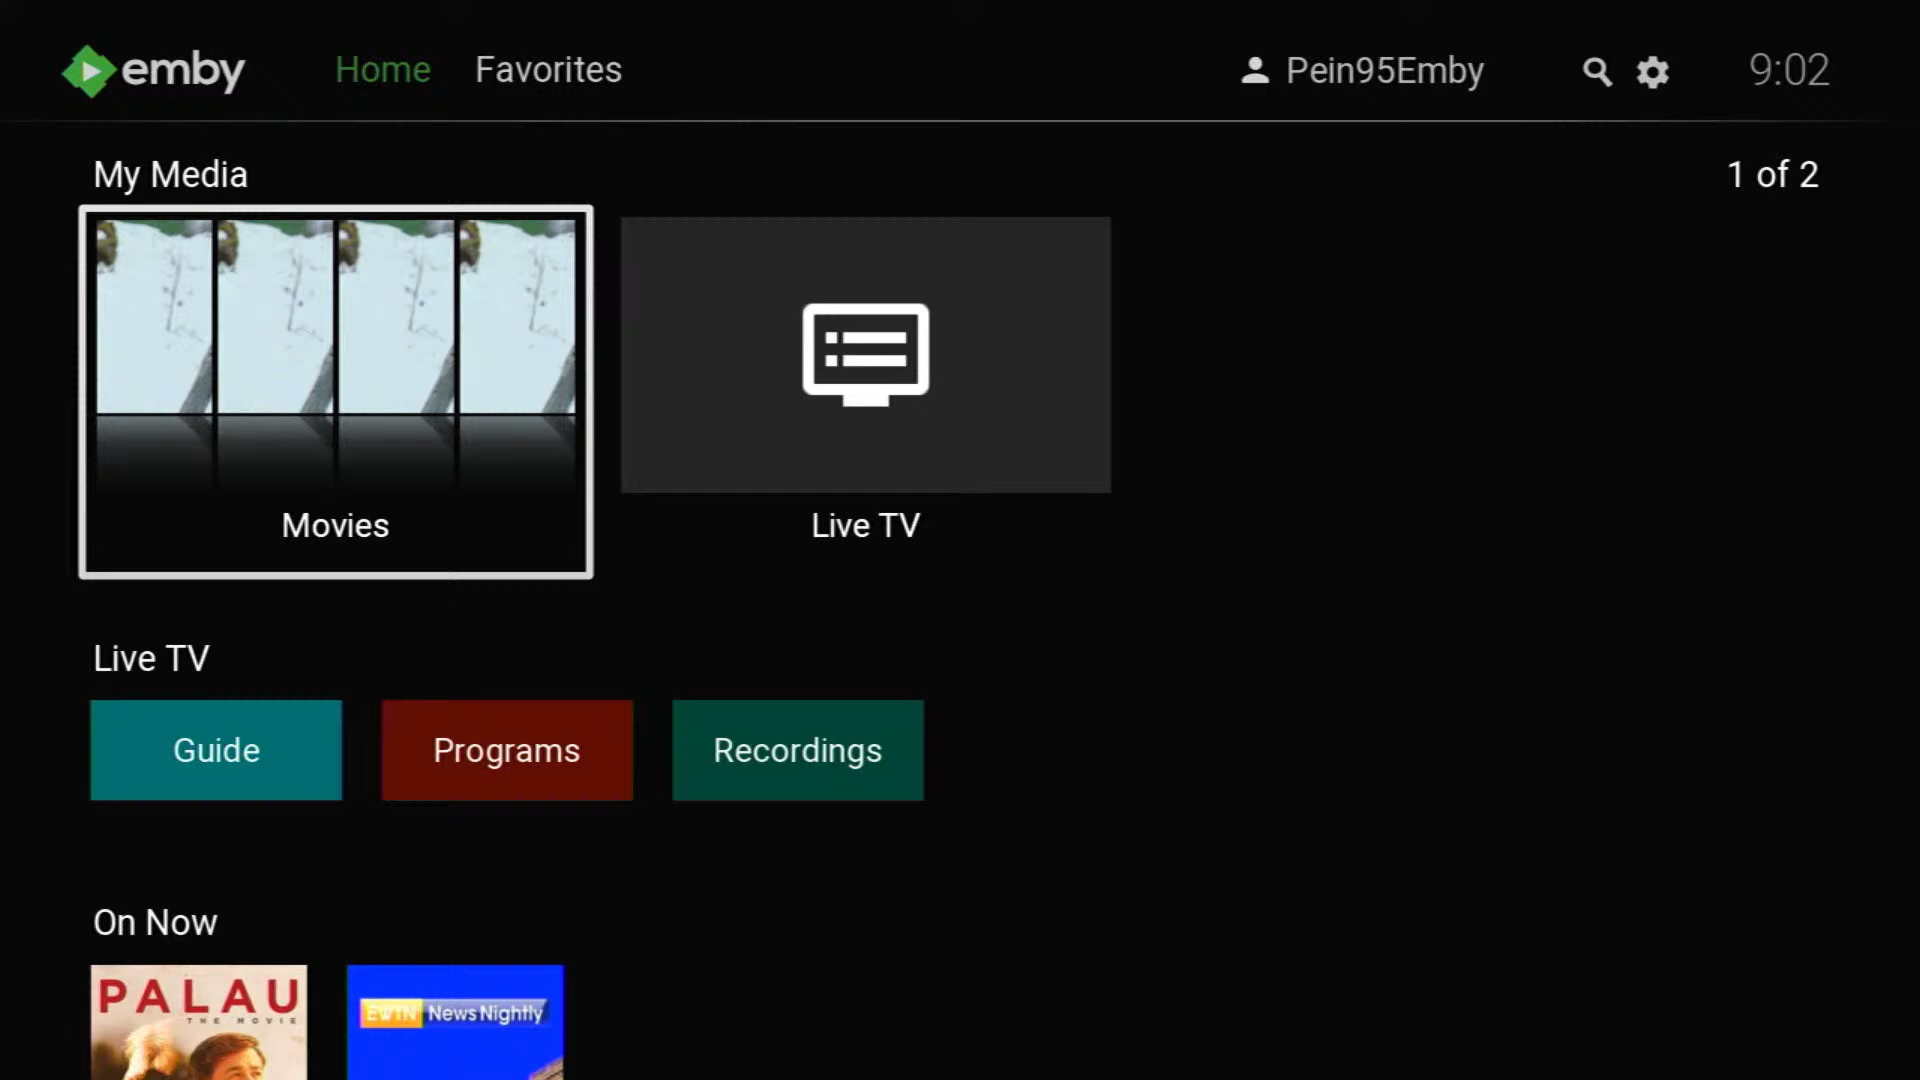 emby Home Favorites Pein95Emby 9:02
My Media 1 of 2
Movies Live TV
Live TV
Guide Programs Recordings
On Now
PALAU
THE MOVIE
EWTN News Nightly